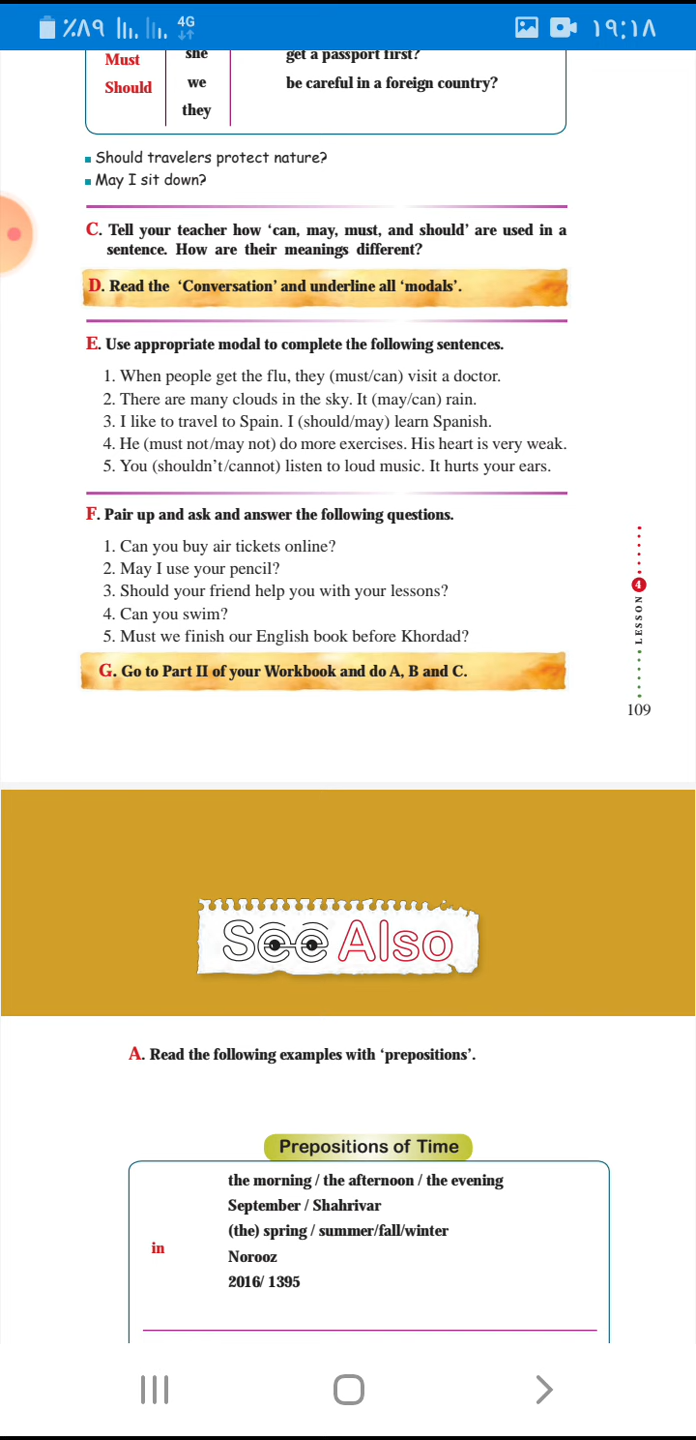 ٪۸۹ 4G ۱۹:۱۸
Must she get a passport first?
Should we be careful in a foreign country?
they
Should travelers protect nature?
May I sit down?
C. Tell your teacher how ‘can, may, must, and should’ are used in a
sentence. How are their meanings different?
D. Read the ‘Conversation’ and underline all ‘modals’.
E. Use appropriate modal to complete the following sentences.
1. When people get the flu, they (must/can) visit a doctor.
2. There are many clouds in the sky. It (may/can) rain.
3. I like to travel to Spain. I (should/may) learn Spanish.
4. He (must not/may not) do more exercises. His heart is very weak.
5. You (shouldn’t/cannot) listen to loud music. It hurts your ears.
F. Pair up and ask and answer the following questions.
1. Can you buy air tickets online?
2. May I use your pencil?
3. Should your friend help you with your lessons?
4. Can you swim?
5. Must we finish our English book before Khordad?
G. Go to Part II of your Workbook and do A, B and C.
LESSON 4
109
See Also
A. Read the following examples with ‘prepositions’.
Prepositions of Time
the morning / the afternoon / the evening
September / Shahrivar
(the) spring / summer/fall/winter
in
Norooz
2016/ 1395